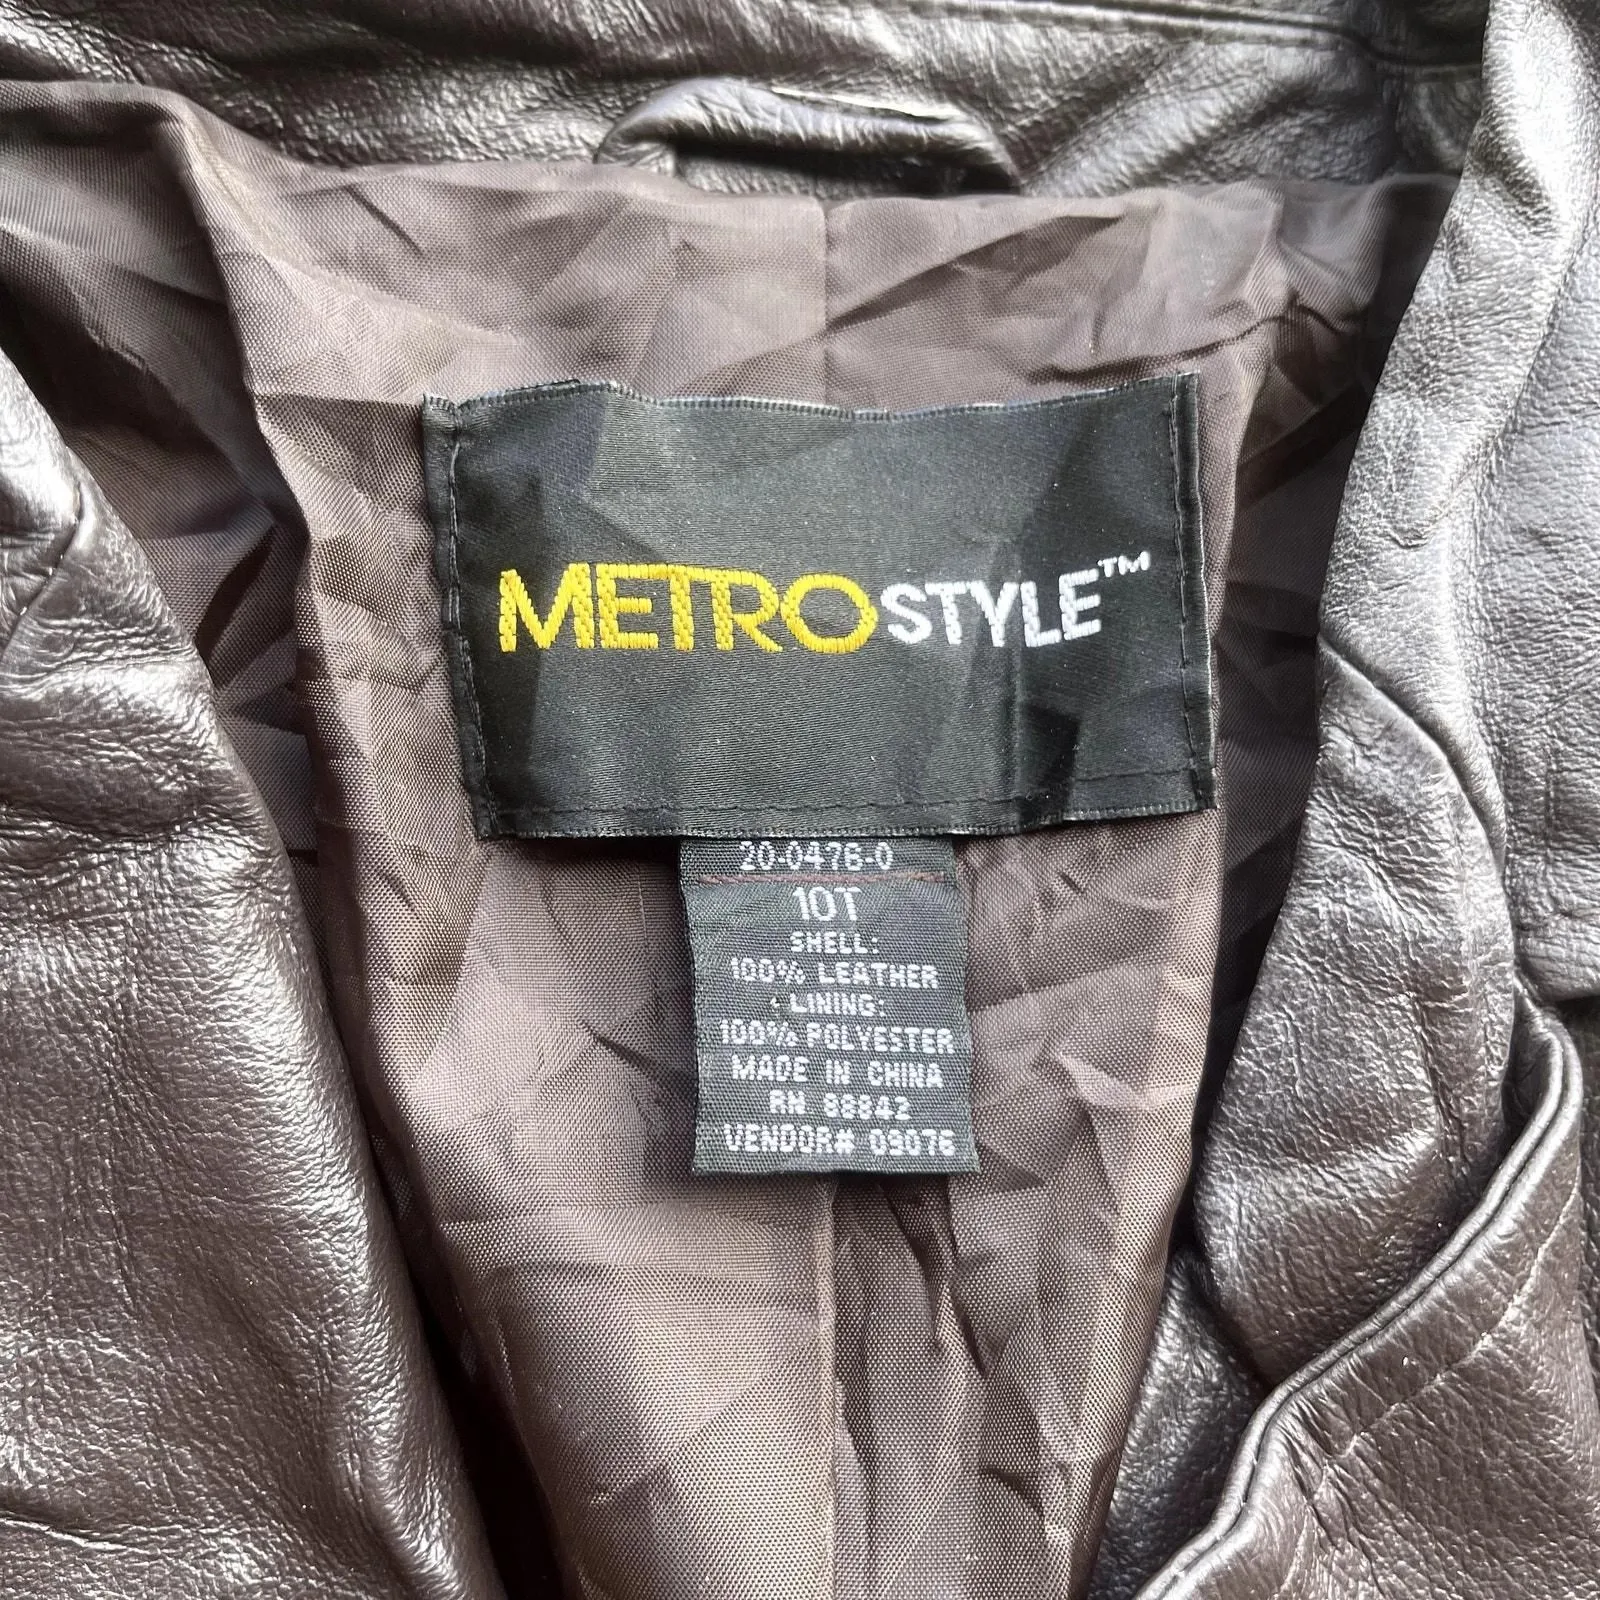 METROSTYLE™
20-0476-0
10T
SHELL:
100% LEATHER
LINING:
100% POLYESTER
MADE IN CHINA
RN 88842
VENDOR# 09076